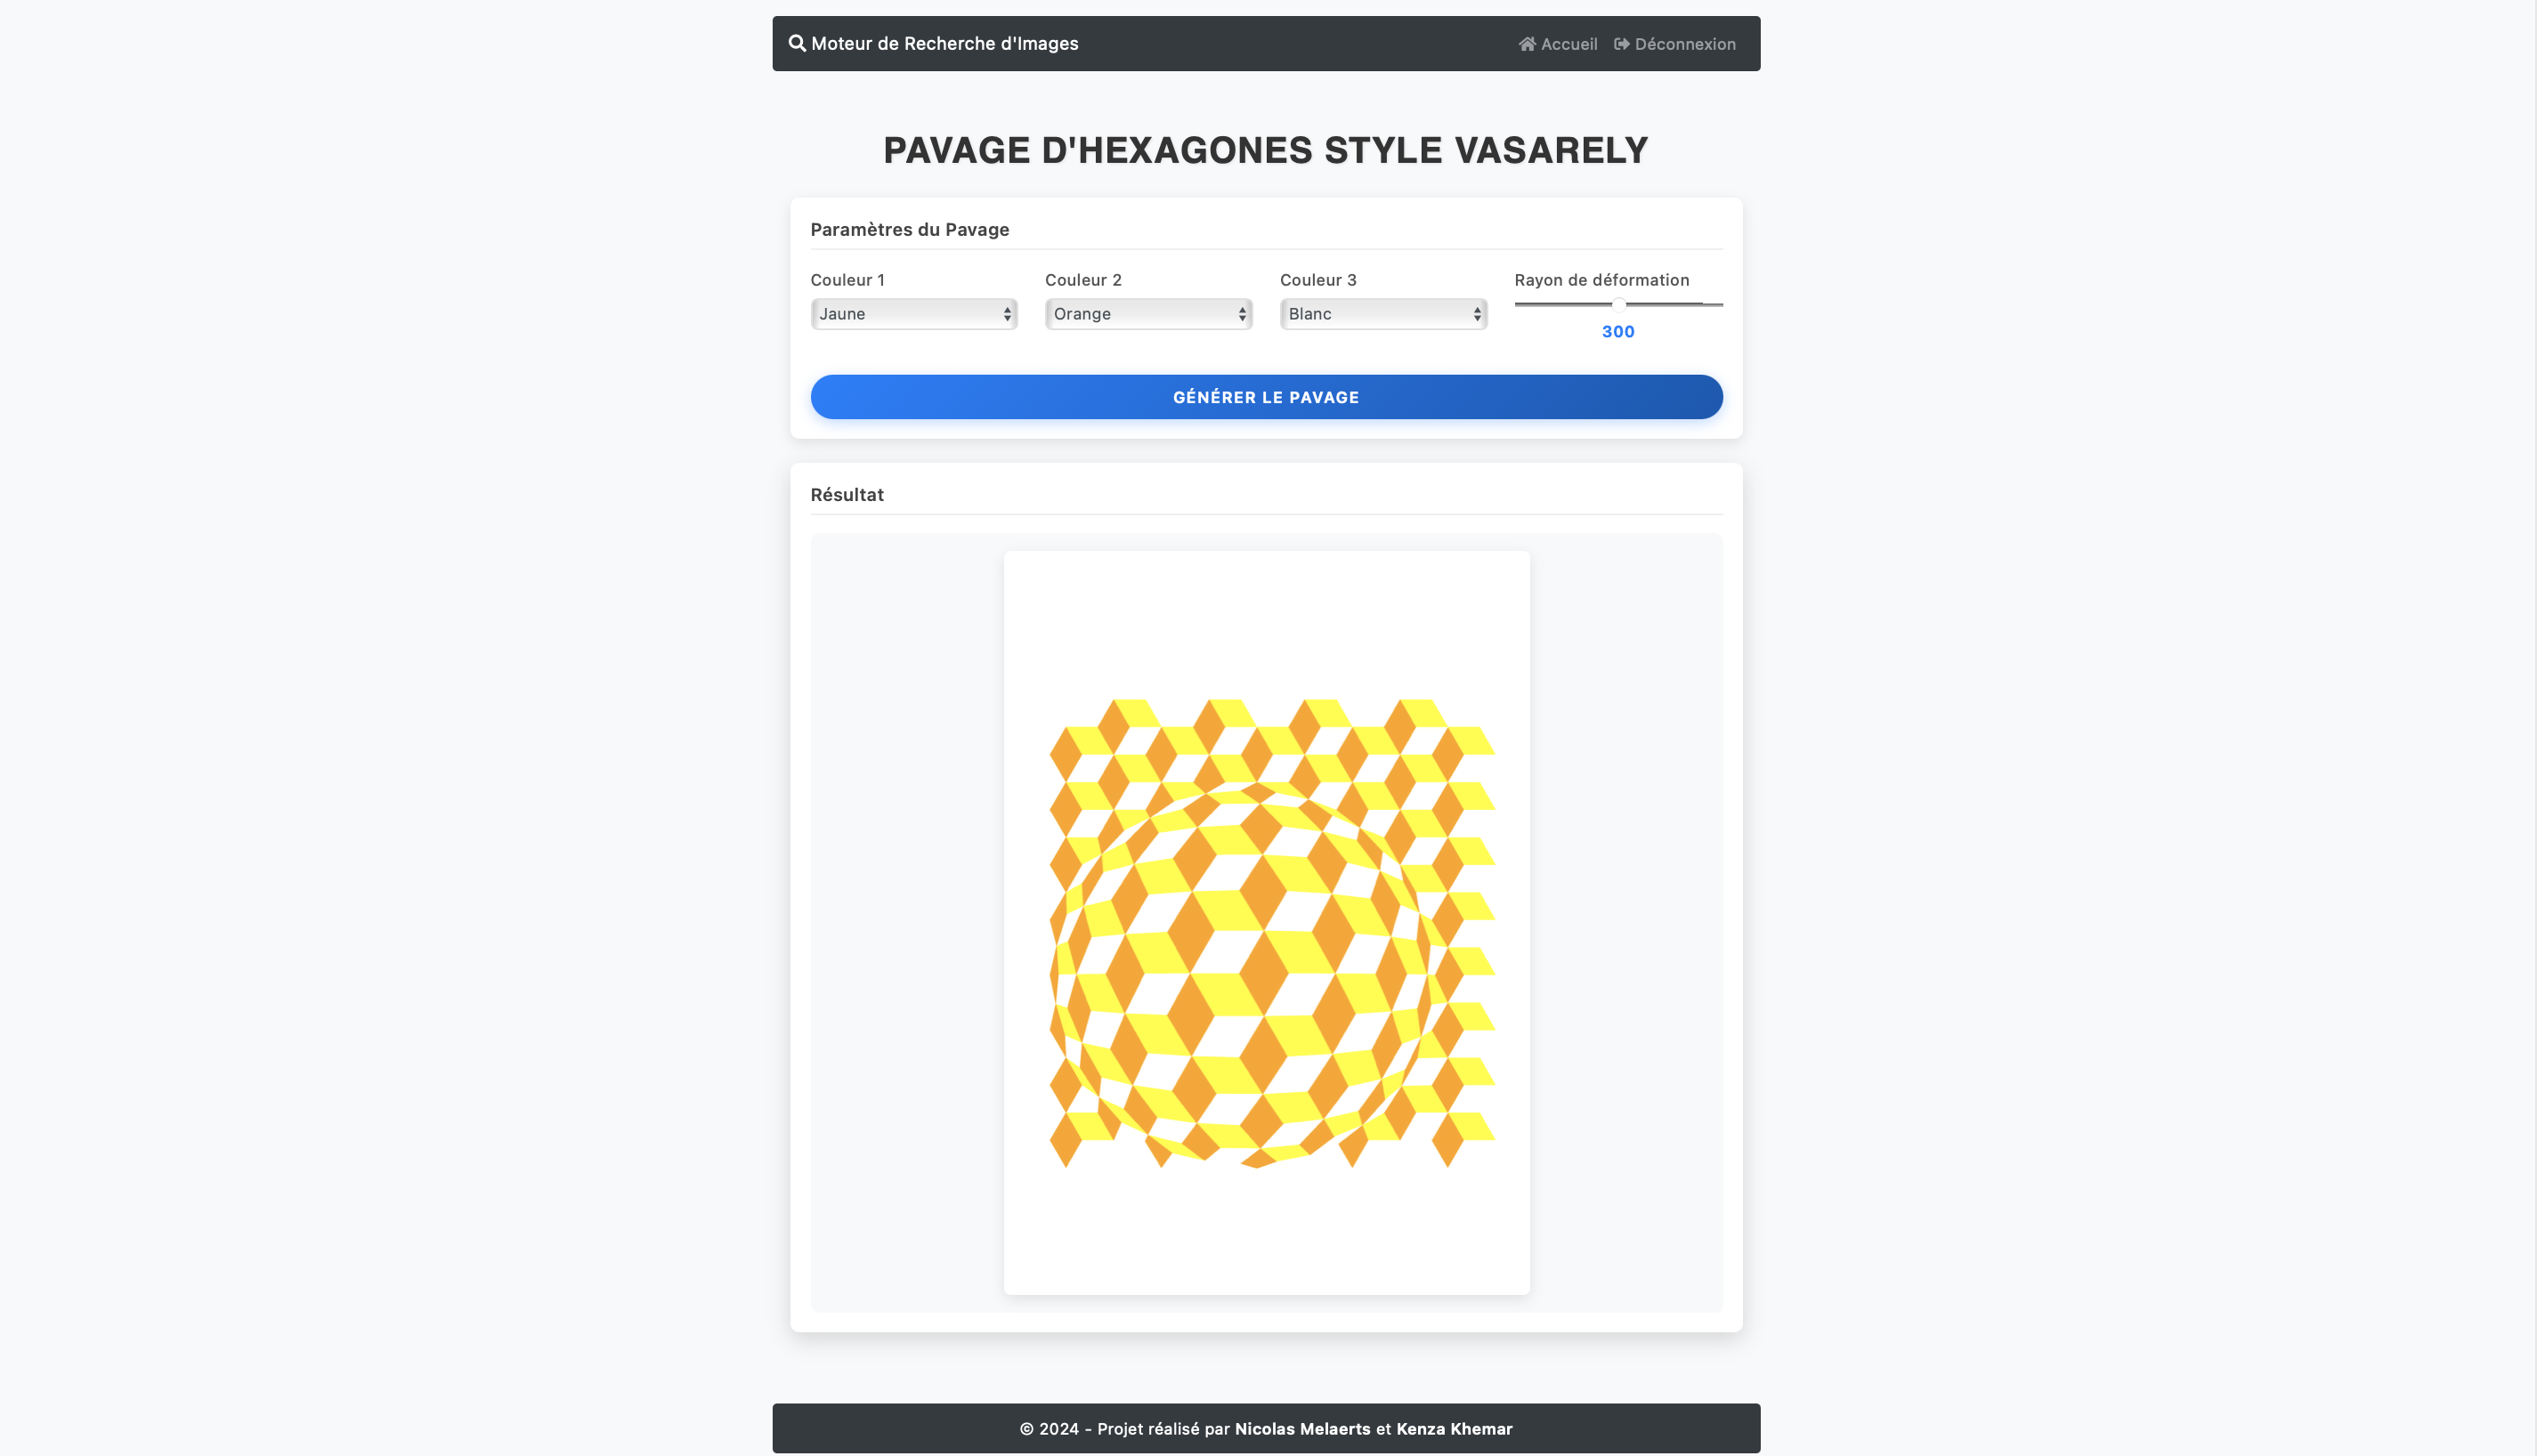 Moteur de Recherche d'Images
Accueil
Déconnexion
PAVAGE D'HEXAGONES STYLE VASARELY
Paramètres du Pavage
Couleur 1
Couleur 2
Couleur 3
Rayon de déformation
Jaune
Orange
Blanc
300
GÉNÉRER LE PAVAGE
Résultat
© 2024 - Projet réalisé par Nicolas Melaerts et Kenza Khemar